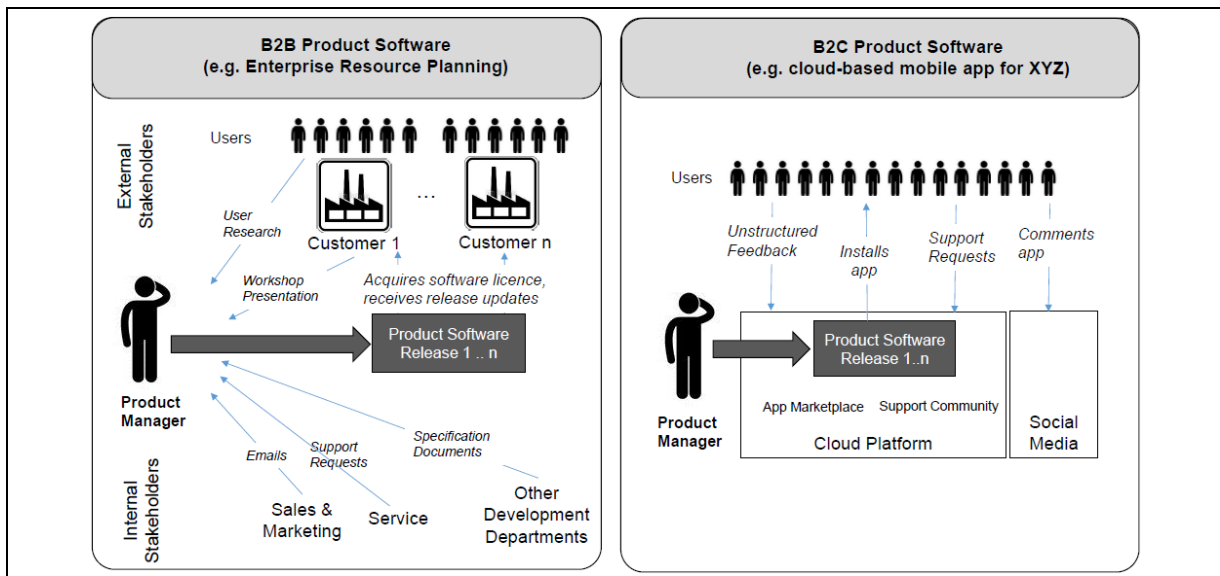 B2B Product Software
(e.g. Enterprise Resource Planning)
External
Stakeholders
Users
...
User
Research
Customer 1
Customer n
Workshop
Presentation
Acquires software licence,
receives release updates
Product Software
Release 1 .. n
Product
Manager
Internal
Stakeholders
Emails
Support
Requests
Specification
Documents
Sales &
Marketing
Service
Other
Development
Departments
B2C Product Software
(e.g. cloud-based mobile app for XYZ)
Users
Unstructured
Feedback
Installs
app
Support
Requests
Comments
app
Product Software
Release 1..n
Product
Manager
App Marketplace
Support Community
Cloud Platform
Social
Media